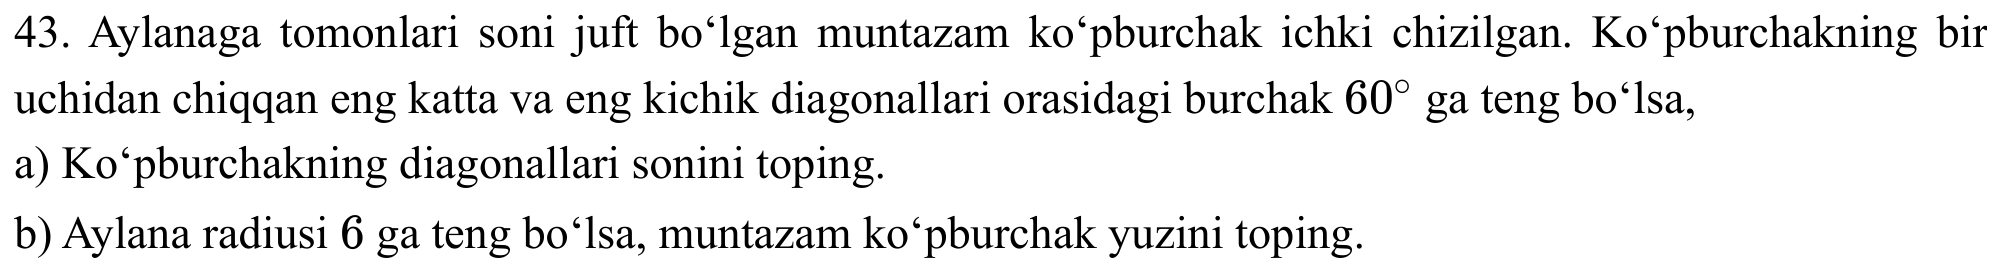 43. Aylanaga tomonlari soni juft bo‘lgan muntazam ko‘pburchak ichki chizilgan. Ko‘pburchakning bir
uchidan chiqqan eng katta va eng kichik diagonallari orasidagi burchak 60° ga teng bo‘lsa,
a) Ko‘pburchakning diagonallari sonini toping.
b) Aylana radiusi 6 ga teng bo‘lsa, muntazam ko‘pburchak yuzini toping.